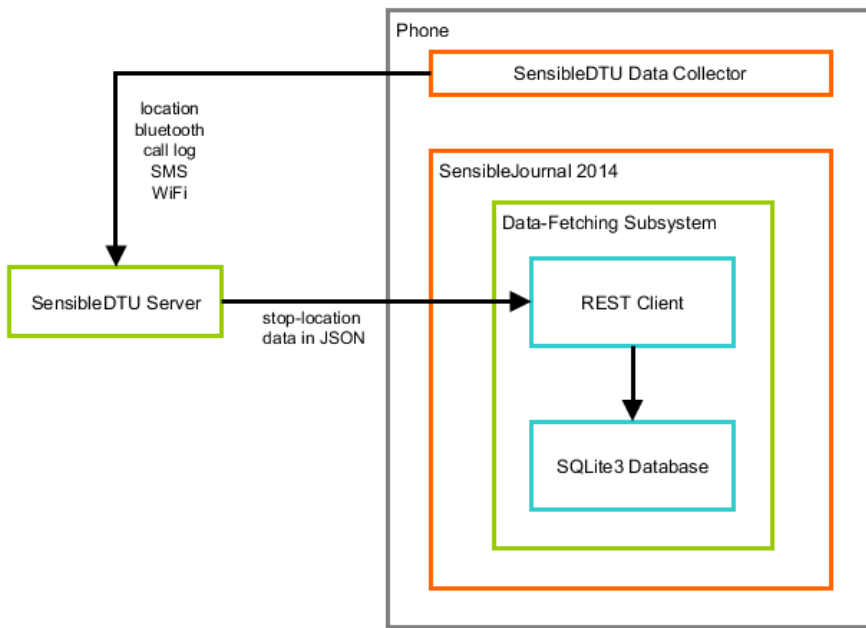 Phone
SensibleDTU Data Collector
location
bluetooth
call log
SMS
WiFi
SensibleJournal 2014
Data-Fetching Subsystem
SensibleDTU Server
REST Client
stop-location
data in JSON
SQLite3 Database